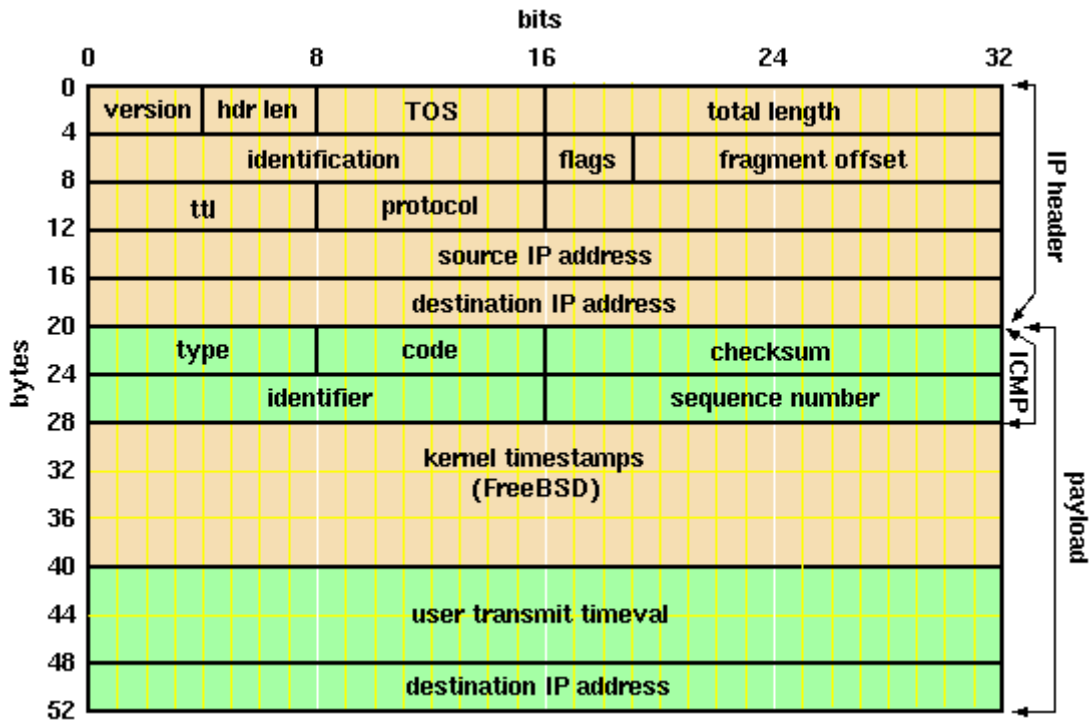 bits
0 8 16 24 32
0
version hdr len TOS total length
4
identification flags fragment offset
8
ttl protocol
12
source IP address
16
destination IP address
20
type code checksum
24
identifier sequence number
28
kernel timestamps
32
(FreeBSD)
36
40
user transmit timeval
44
48
destination IP address
52
bytes
IP header
ICMP
payload